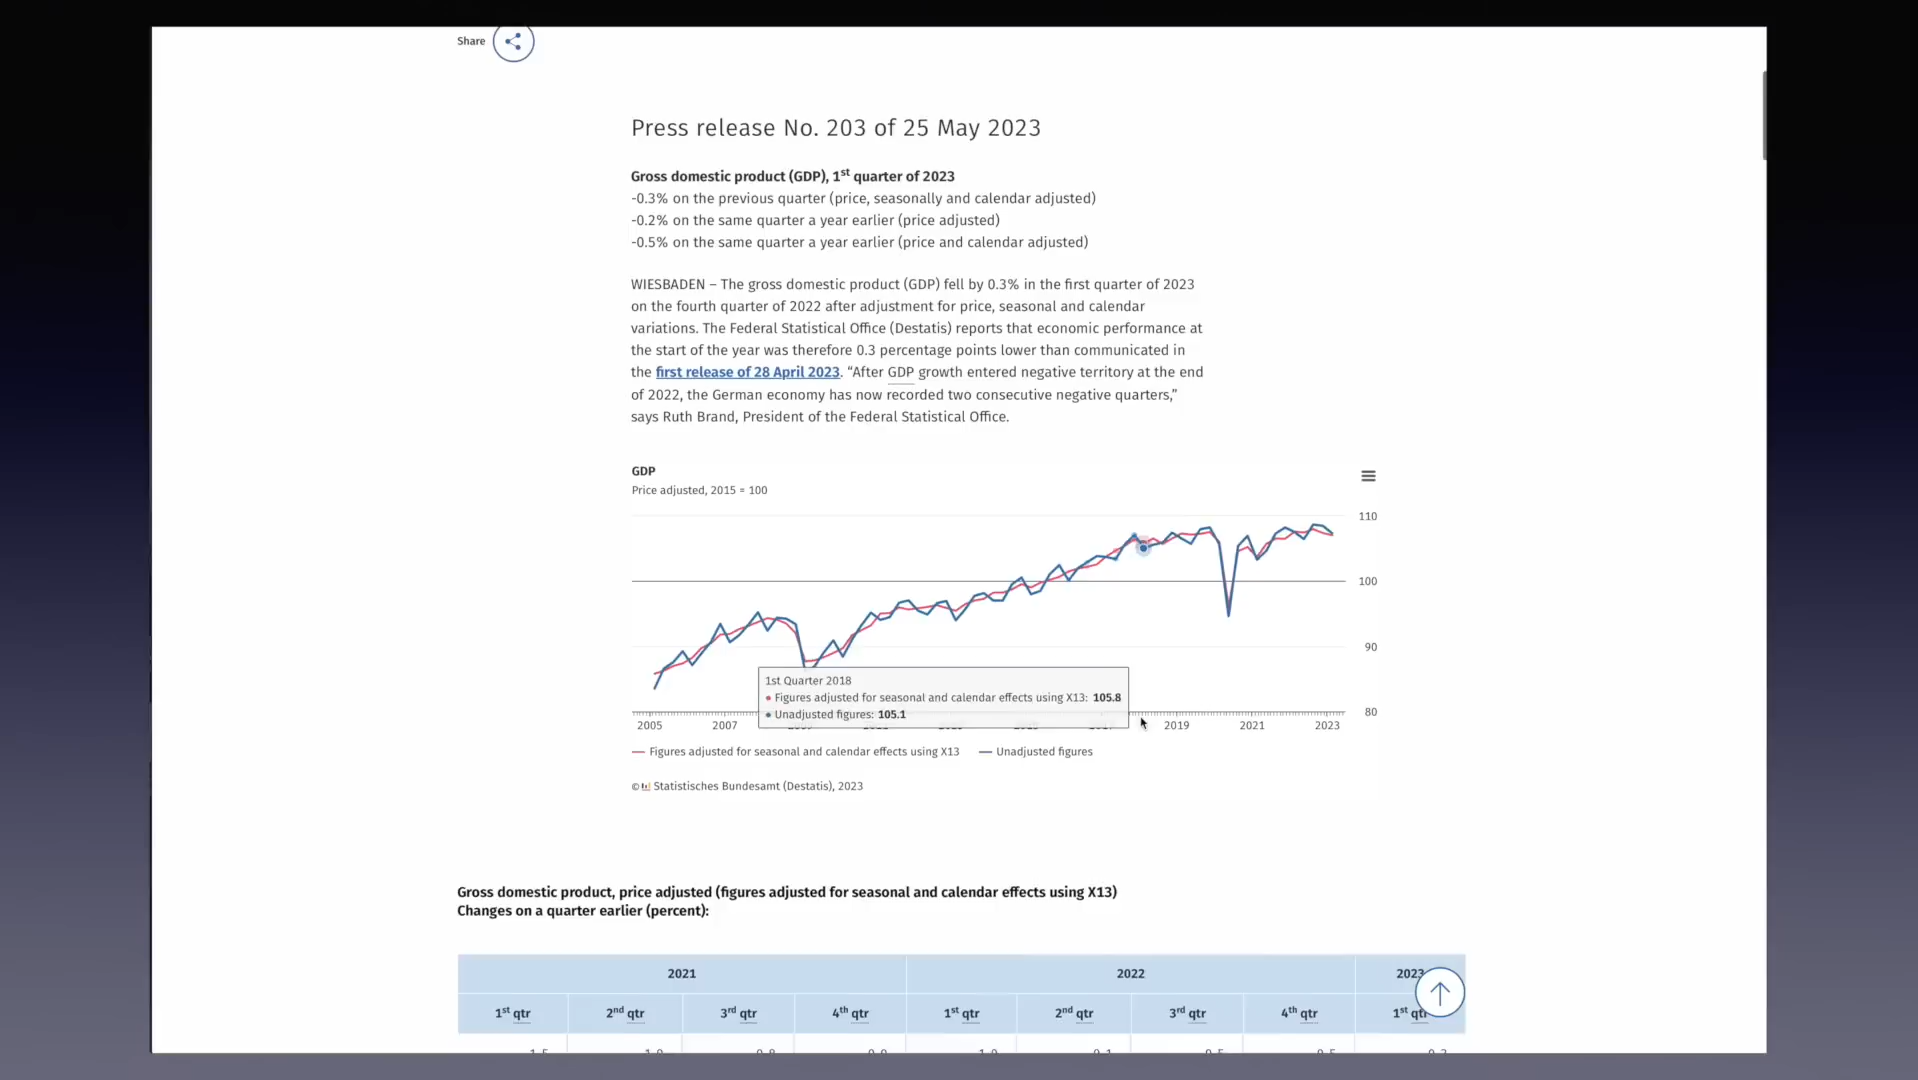 Share
Press release No. 203 of 25 May 2023
Gross domestic product (GDP), 1st quarter of 2023
-0.3% on the previous quarter (price, seasonally and calendar adjusted)
-0.2% on the same quarter a year earlier (price adjusted)
-0.5% on the same quarter a year earlier (price and calendar adjusted)
WIESBADEN – The gross domestic product (GDP) fell by 0.3% in the first quarter of 2023
on the fourth quarter of 2022 after adjustment for price, seasonal and calendar
variations. The Federal Statistical Office (Destatis) reports that economic performance at
the start of the year was therefore 0.3 percentage points lower than communicated in
the first release of 28 April 2023. “After GDP growth entered negative territory at the end
of 2022, the German economy has now recorded two consecutive negative quarters,”
says Ruth Brand, President of the Federal Statistical Office.
GDP
Price adjusted, 2015 = 100
110
100
90
80
1st Quarter 2018
• Figures adjusted for seasonal and calendar effects using X13: 105.8
• Unadjusted figures: 105.1
2005 2007 2019 2021 2023
Figures adjusted for seasonal and calendar effects using X13 Unadjusted figures
© Statistisches Bundesamt (Destatis), 2023
Gross domestic product, price adjusted (figures adjusted for seasonal and calendar effects using X13)
Changes on a quarter earlier (percent):
2021 2022 2023
1st qtr 2nd qtr 3rd qtr 4th qtr 1st qtr 2nd qtr 3rd qtr 4th qtr 1st qtr